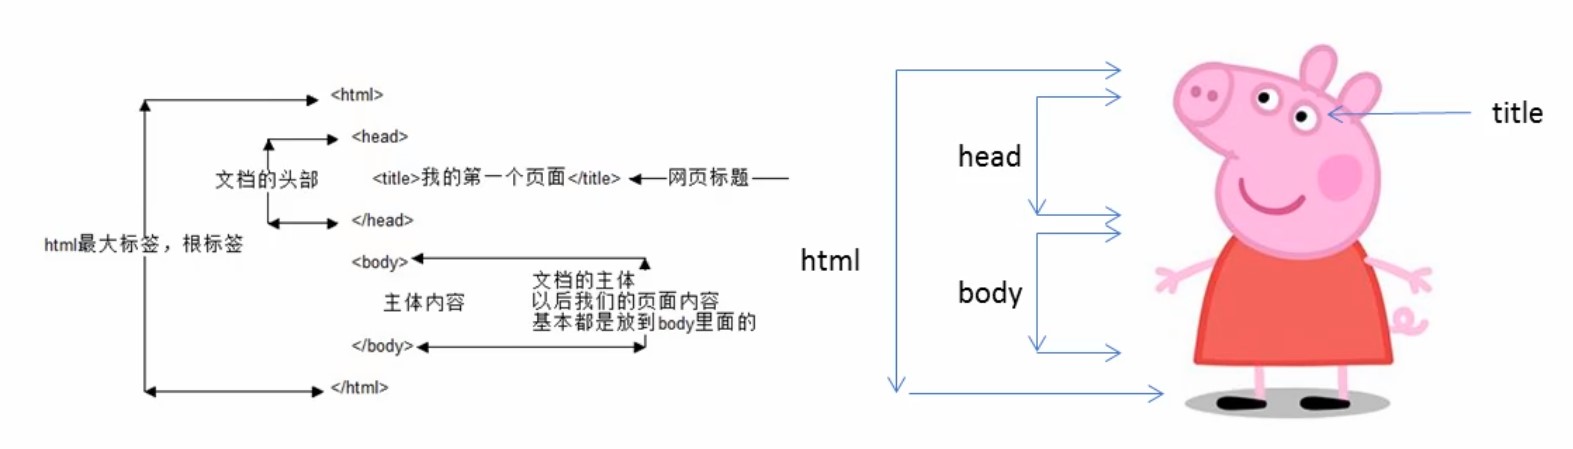 <html>
<head>
文档的头部
<title>我的第一个页面</title>
网页标题
</head>
html最大标签，根标签
<body>
文档的主体
主体内容
以后我们的页面内容
基本都是放到body里面的
</body>
</html>
title
head
html
body